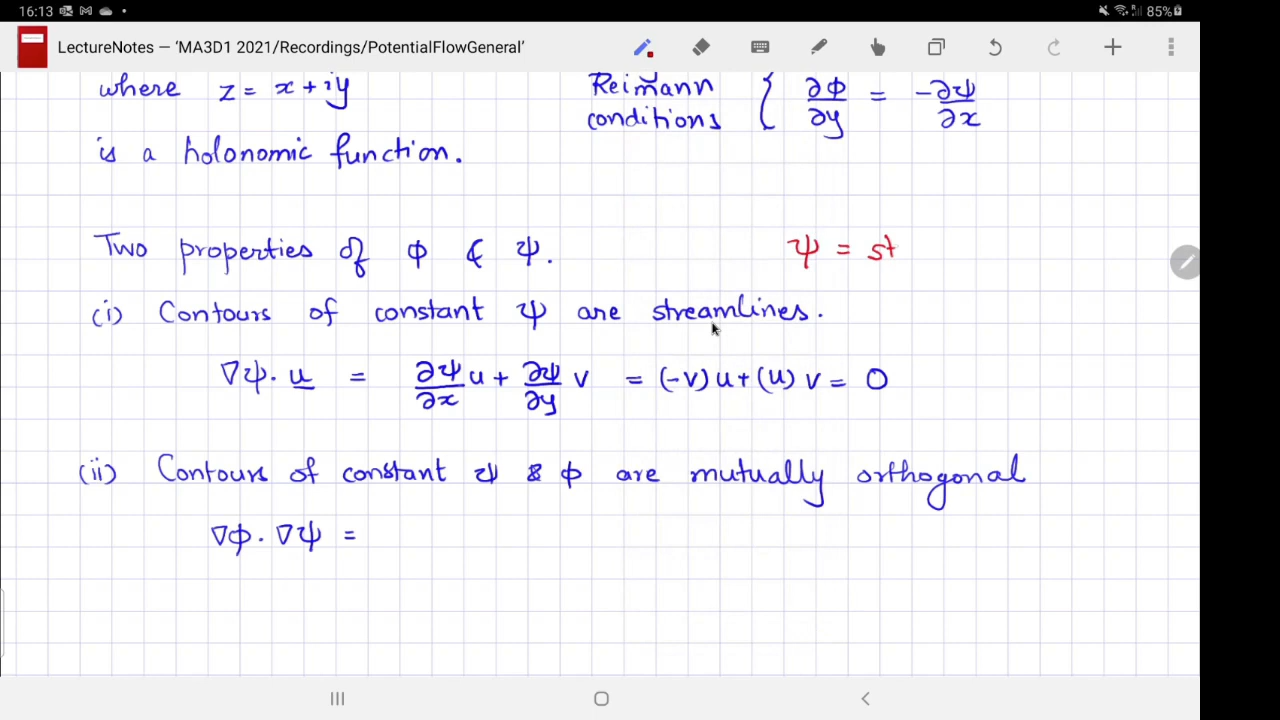 16:13
85%
LectureNotes — ‘MA3D1 2021/Recordings/PotentialFlowGeneral’
where z = x + iy
Reimann conditions { ∂Φ/∂y = -∂Ψ/∂x
is a holonomic function.
Two properties of Φ & Ψ.
Ψ = st
(i) Contours of constant Ψ are streamlines.
∇Ψ · u = ∂Ψ/∂x u + ∂Ψ/∂y v = (-v) u + (u) v = 0
(ii) Contours of constant Ψ & Φ are mutually orthogonal
∇Φ · ∇Ψ =